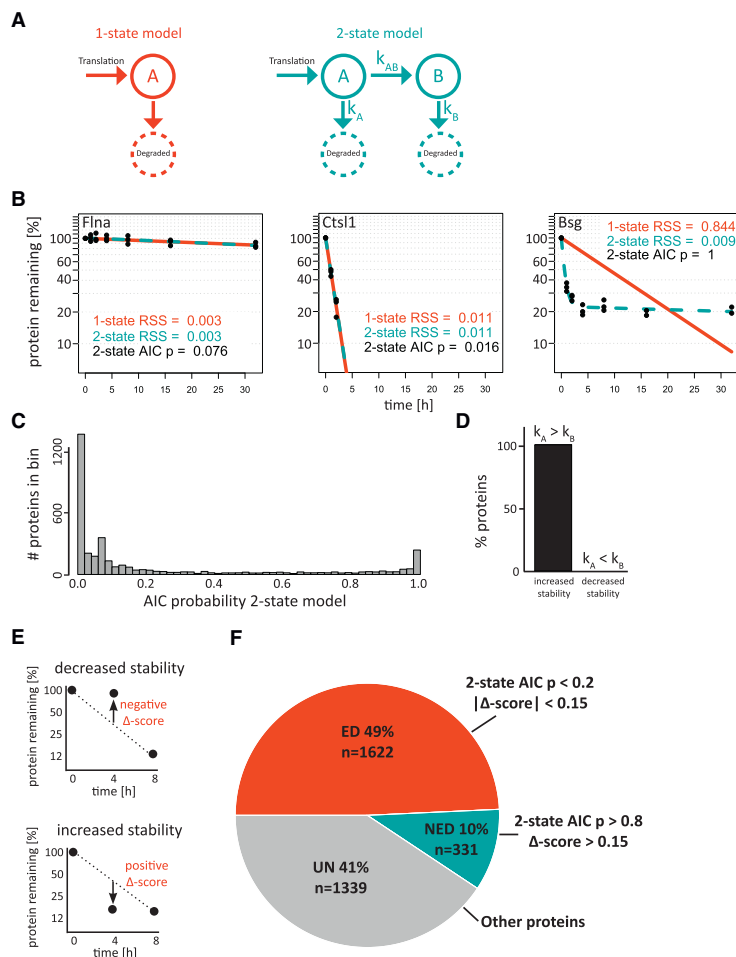 A
1-state model
2-state model
Translation
A
Degraded
Translation
A
k_AB
B
k_A
k_B
Degraded
Degraded
B
protein remaining [%]
Flna
100
60
40
20
10
1-state RSS = 0.003
2-state RSS = 0.003
2-state AIC p = 0.076
0 5 10 15 20 25 30
Ctsl1
100
60
40
20
10
1-state RSS = 0.011
2-state RSS = 0.011
2-state AIC p = 0.016
0 5 10 15 20 25 30
time [h]
Bsg
100
60
40
20
10
1-state RSS = 0.844
2-state RSS = 0.009
2-state AIC p = 1
0 5 10 15 20 25 30
C
# proteins in bin
1200
600
0
0.0 0.2 0.4 0.6 0.8 1.0
AIC probability 2-state model
D
% proteins
100
50
0
k_A > k_B
k_A < k_B
increased stability
decreased stability
E
decreased stability
protein remaining [%]
100
50
25
12
negative
Δ-score
0 4 8
time [h]
increased stability
protein remaining [%]
100
50
25
12
positive
Δ-score
0 4 8
time [h]
F
ED 49%
n=1622
2-state AIC p < 0.2
|Δ-score| < 0.15
NED 10%
n=331
2-state AIC p > 0.8
Δ-score > 0.15
UN 41%
n=1339
Other proteins